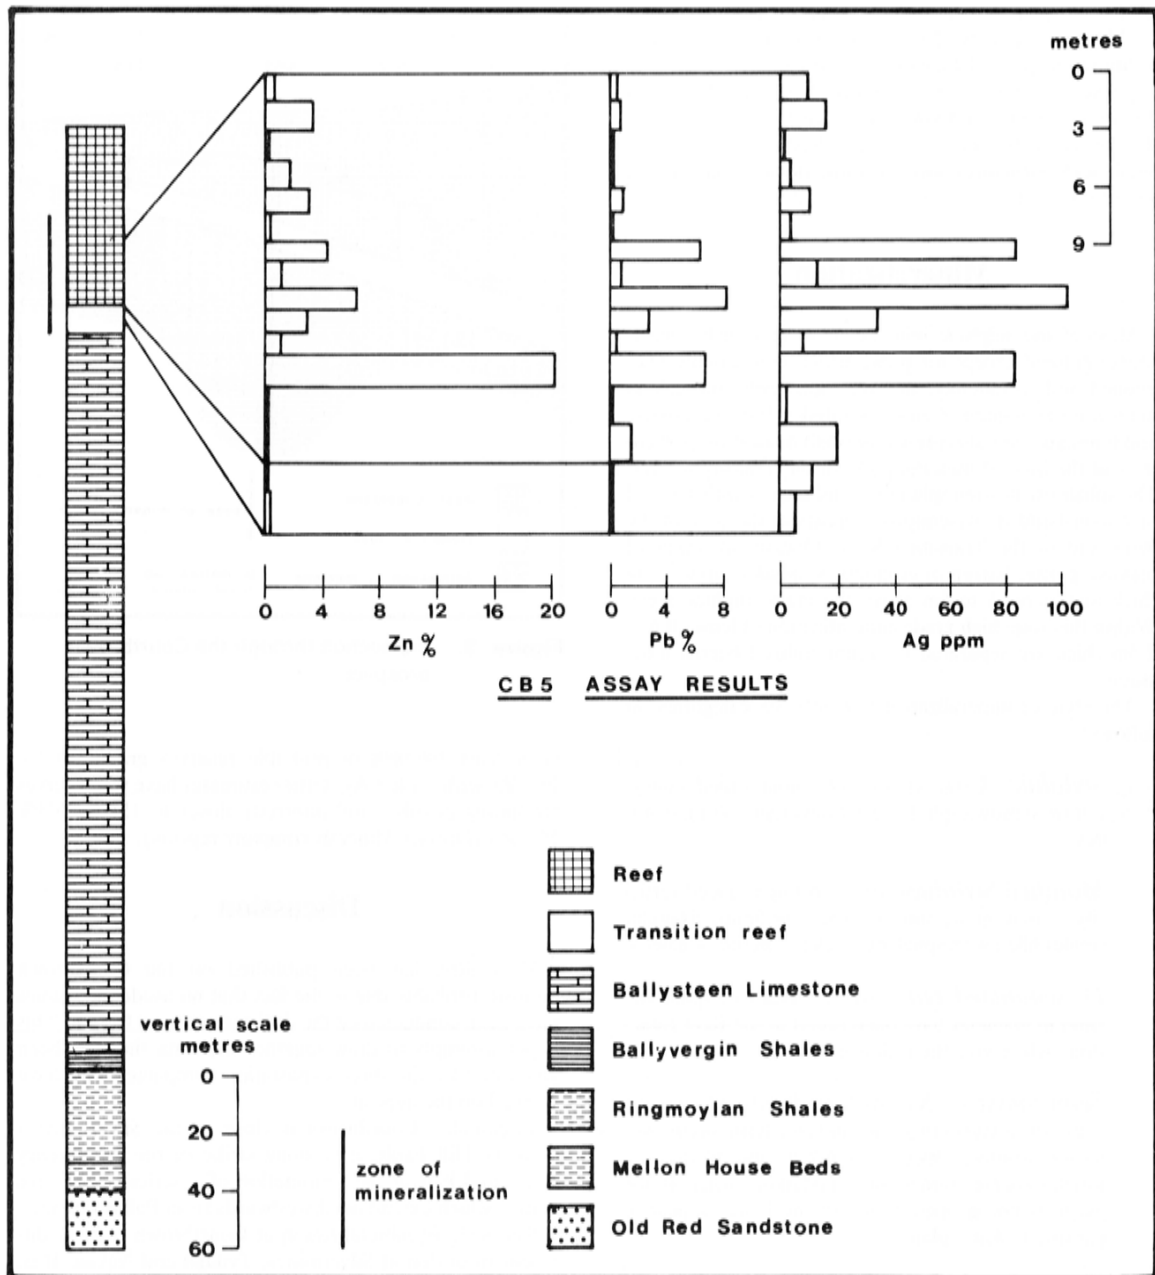 metres
0
3
6
9
0 4 8 12 16 20
Zn %
0 4 8
Pb %
0 20 40 60 80 100
Ag ppm
CB5 ASSAY RESULTS
Reef
Transition reef
Ballysteen Limestone
Ballyvergin Shales
Ringmoylan Shales
Mellon House Beds
Old Red Sandstone
vertical scale
metres
0
20
40
60
zone of
mineralization